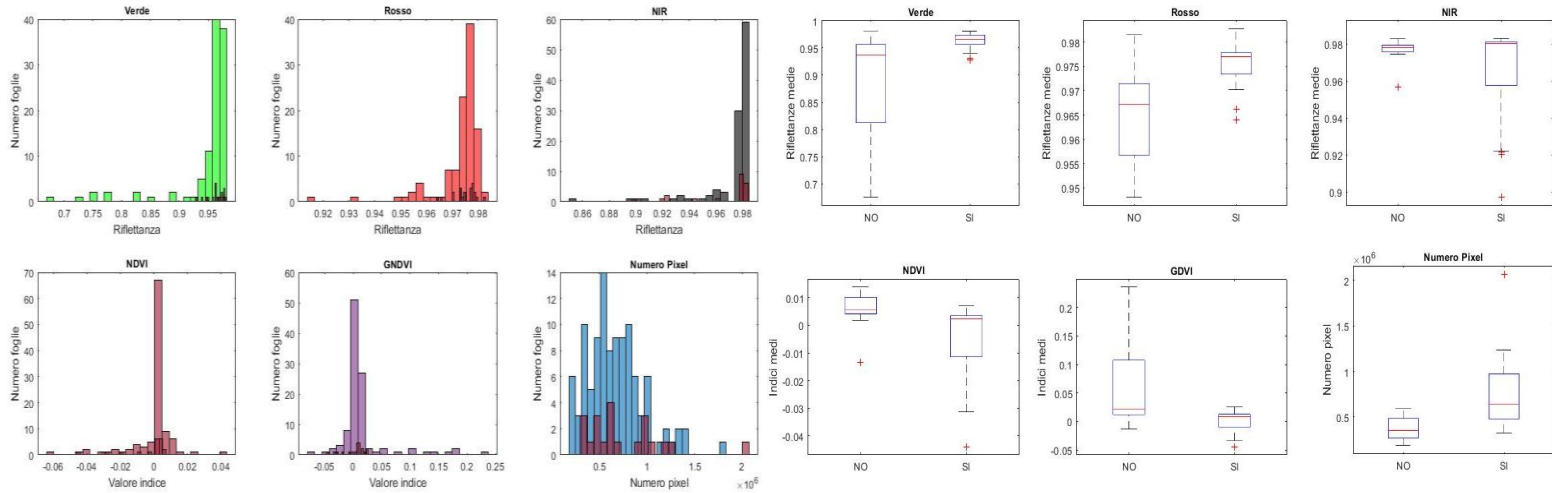 Verde
40
30
20
10
0
Numero foglie
0.7 0.75 0.8 0.85 0.9 0.95
Riflettanza
Rosso
40
30
20
10
0
Numero foglie
0.92 0.93 0.94 0.95 0.96 0.97 0.98
Riflettanza
NIR
60
50
40
30
20
10
0
Numero foglie
0.86 0.88 0.9 0.92 0.94 0.96 0.98
Riflettanza
Verde
1
0.95
0.9
0.85
0.8
0.75
0.7
Riflettanze medie
NO SI
Rosso
0.98
0.975
0.97
0.965
0.96
0.955
0.95
Riflettanze medie
NO SI
NIR
0.98
0.96
0.94
0.92
0.9
Riflettanze medie
NO SI
NDVI
70
60
50
40
30
20
10
0
Numero foglie
-0.06 -0.04 -0.02 0 0.02 0.04
Valore indice
GNDVI
60
50
40
30
20
10
0
Numero foglie
-0.05 0 0.05 0.1 0.15 0.2 0.25
Valore indice
Numero Pixel
14
12
10
8
6
4
2
0
Numero foglie
0.5 1 1.5 2
Numero pixel
×10⁶
NDVI
0.01
0
-0.01
-0.02
-0.03
-0.04
Indici medi
NO SI
GDVI
0.2
0.15
0.1
0.05
0
-0.05
Indici medi
NO SI
Numero Pixel
×10⁶
2
1.5
1
0.5
Numero pixel
NO SI